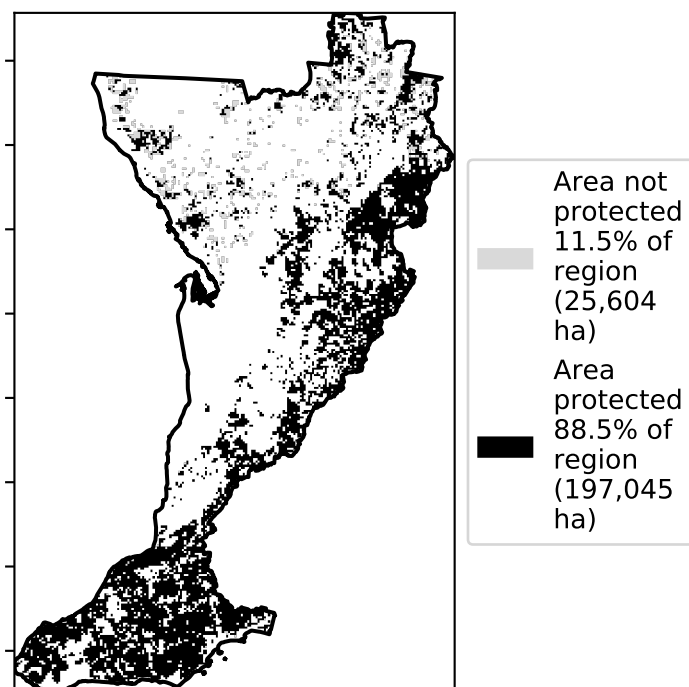 Area not
protected
11.5% of
region
(25,604
ha)
Area
protected
88.5% of
region
(197,045
ha)